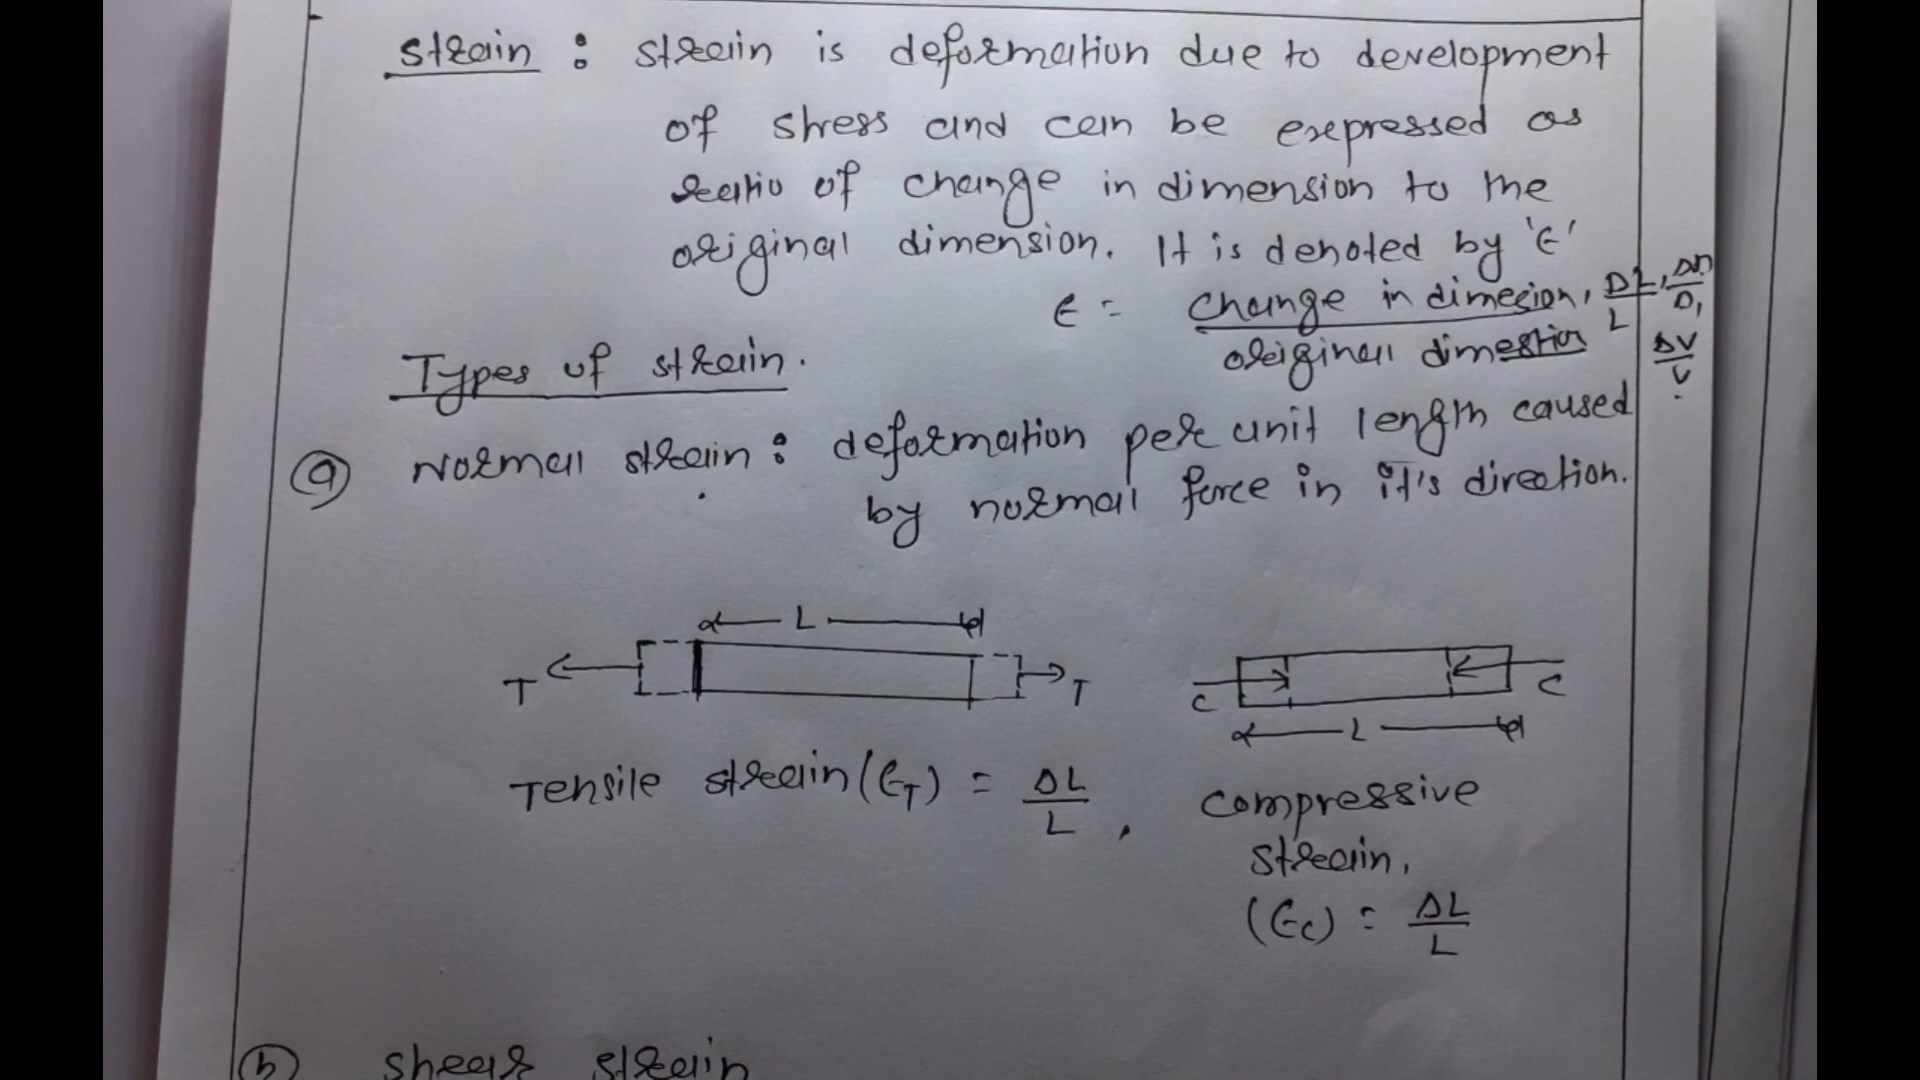 Strain : Strain is deformation due to development
of stress and can be expressed as
ratio of change in dimension to the
original dimension. It is denoted by 'ϵ'
ϵ = change in dimesion, ΔL/L, ΔD/D,
original dimestion ΔV/V
Types of strain.
(a) Normal strain : deformation per unit length caused
by normal force in it's direction.
L
T T
C C
L
Tensile strain (ϵT) = ΔL/L , compressive
strain,
(ϵc) = ΔL/L
(b) shear strain